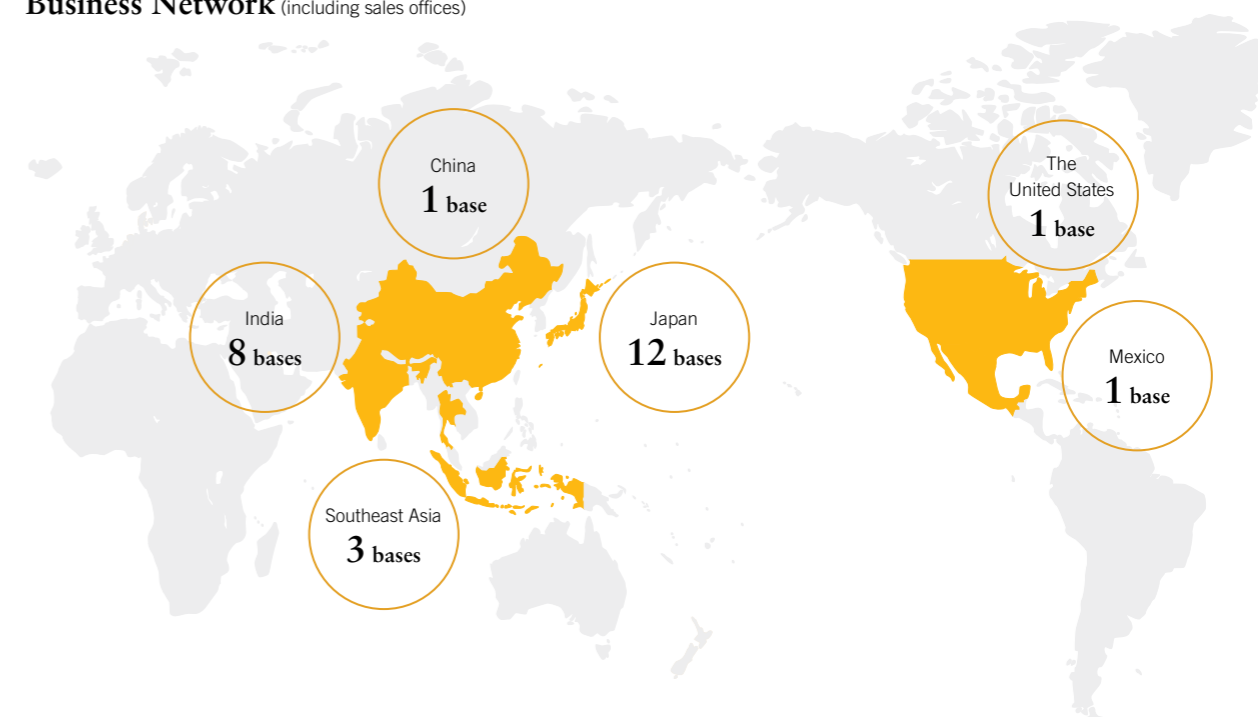 Business Network (including sales offices)
China
1 base
The
United States
1 base
India
8 bases
Japan
12 bases
Mexico
1 base
Southeast Asia
3 bases